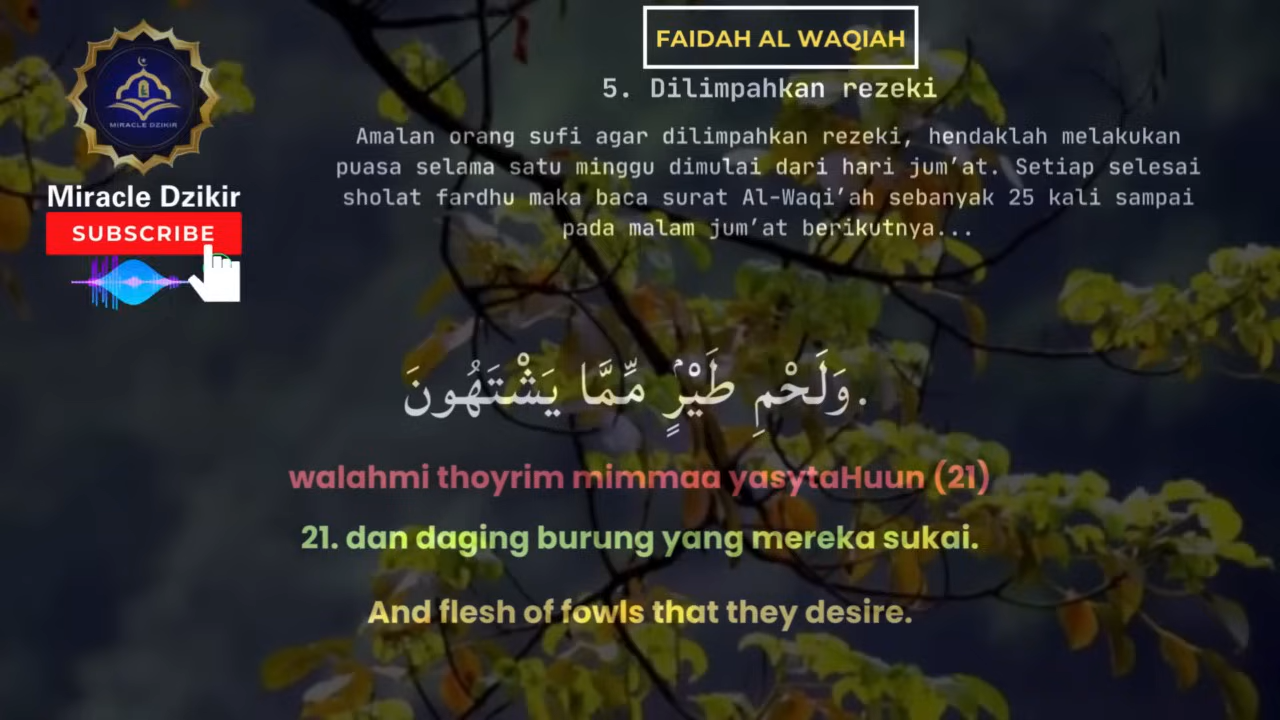 FAIDAH AL WAQIAH
5. Dilimpahkan rezeki
Amalan orang sufi agar dilimpahkan rezeki, hendaklah melakukan
puasa selama satu minggu dimulai dari hari jum’at. Setiap selesai
sholat fardhu maka baca surat Al-Waqi’ah sebanyak 25 kali sampai
pada malam jum’at berikutnya...
MIRACLE DZIKIR
Miracle Dzikir
SUBSCRIBE
وَلَحْمِ طَيْرٍۢ مِّمَّا يَشْتَهُونَ.
walahmi thoyrim mimmaa yasytaHuun (21)
21. dan daging burung yang mereka sukai.
And flesh of fowls that they desire.